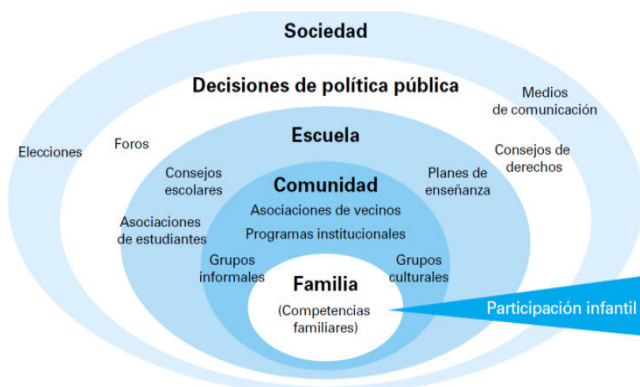 Sociedad
Decisiones de política pública
Medios
de comunicación
Elecciones
Foros
Escuela
Consejos de
derechos
Consejos
escolares
Comunidad
Planes de
enseñanza
Asociaciones de vecinos
Asociaciones
de estudiantes
Programas institucionales
Grupos
informales
Grupos
culturales
Familia
(Competencias
familiares)
Participación infantil